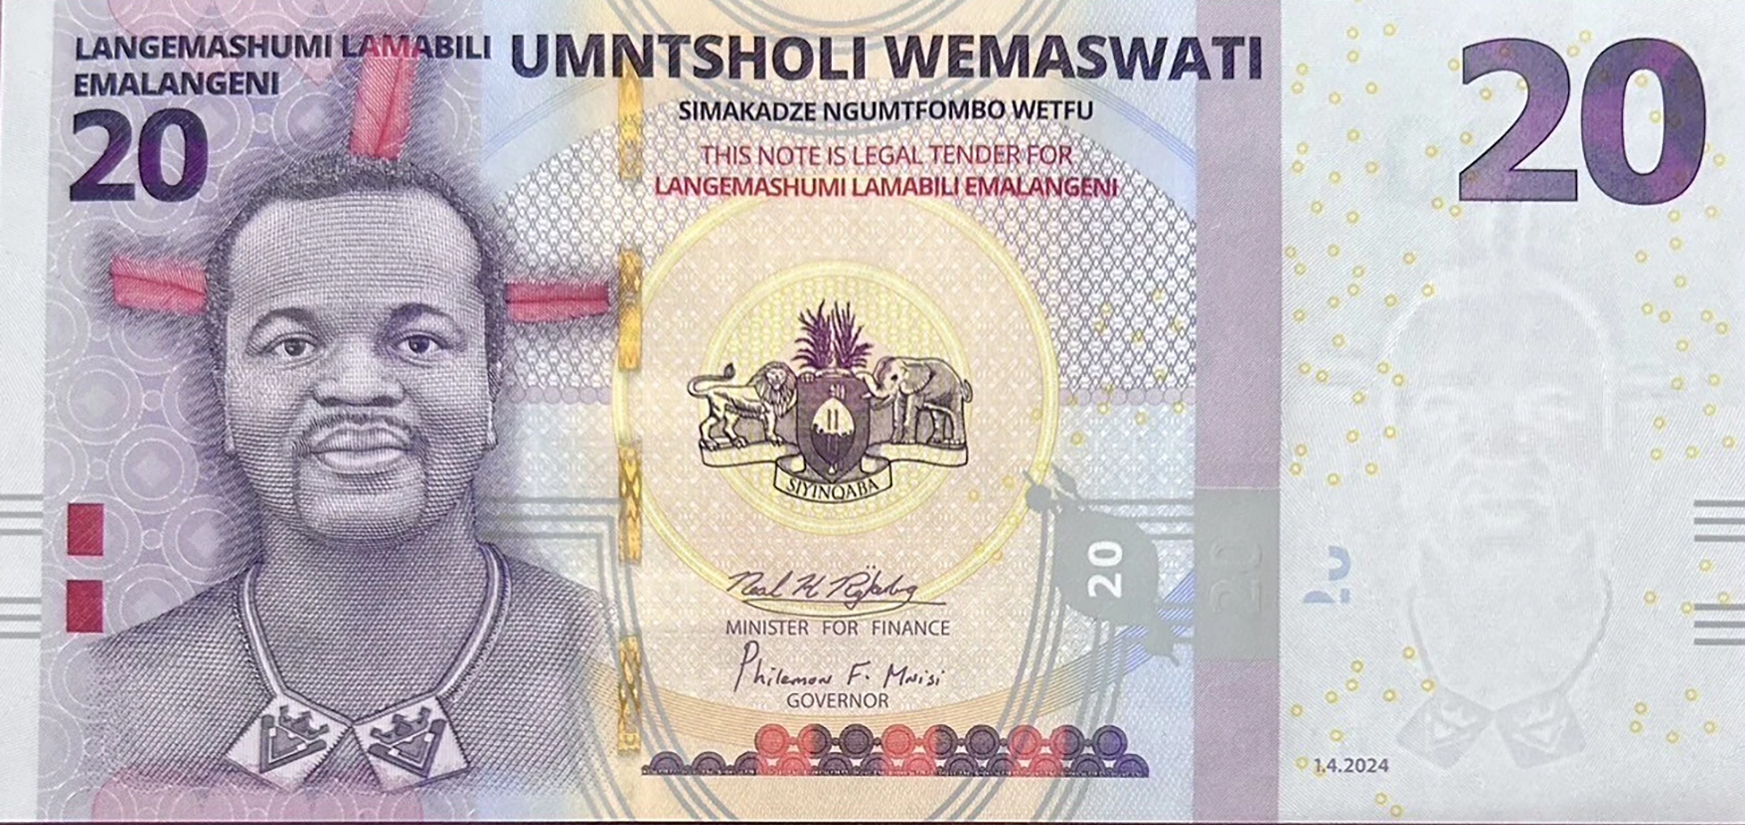 LANGEMASHUMI LAMABILI
EMALANGENI
20
UMNTSHOLI WEMASWATI
SIMAKADZE NGUMTFOMBO WETFU
THIS NOTE IS LEGAL TENDER FOR
LANGEMASHUMI LAMABILI EMALANGENI
20
SIYINQABA
MINISTER FOR FINANCE
Philemon F. Mnisi
GOVERNOR
20
20
1.4.2024